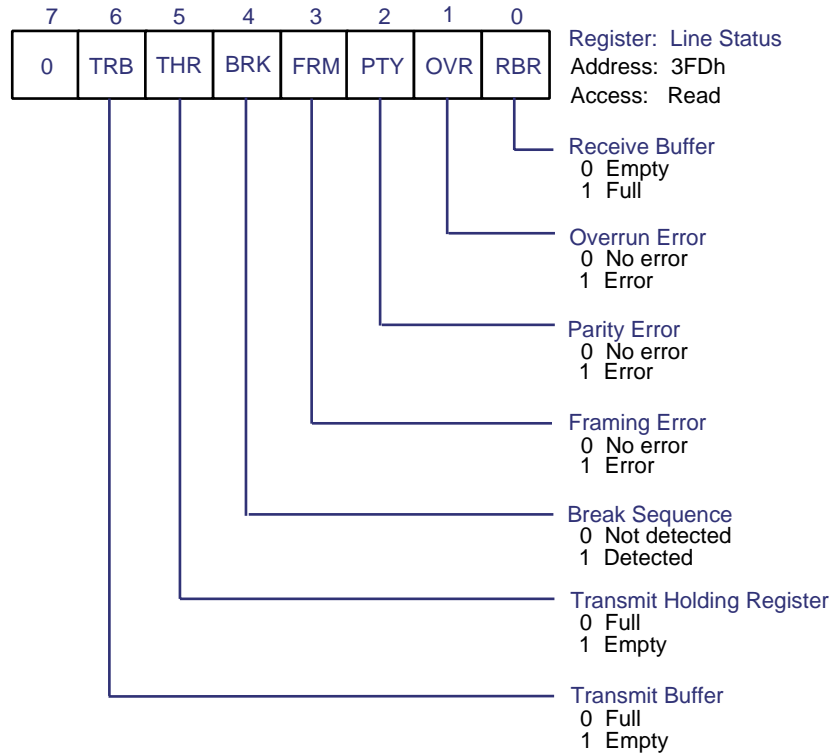 7 6 5 4 3 2 1 0
0 TRB THR BRK FRM PTY OVR RBR
Register: Line Status
Address: 3FDh
Access: Read
Receive Buffer
0 Empty
1 Full
Overrun Error
0 No error
1 Error
Parity Error
0 No error
1 Error
Framing Error
0 No error
1 Error
Break Sequence
0 Not detected
1 Detected
Transmit Holding Register
0 Full
1 Empty
Transmit Buffer
0 Full
1 Empty